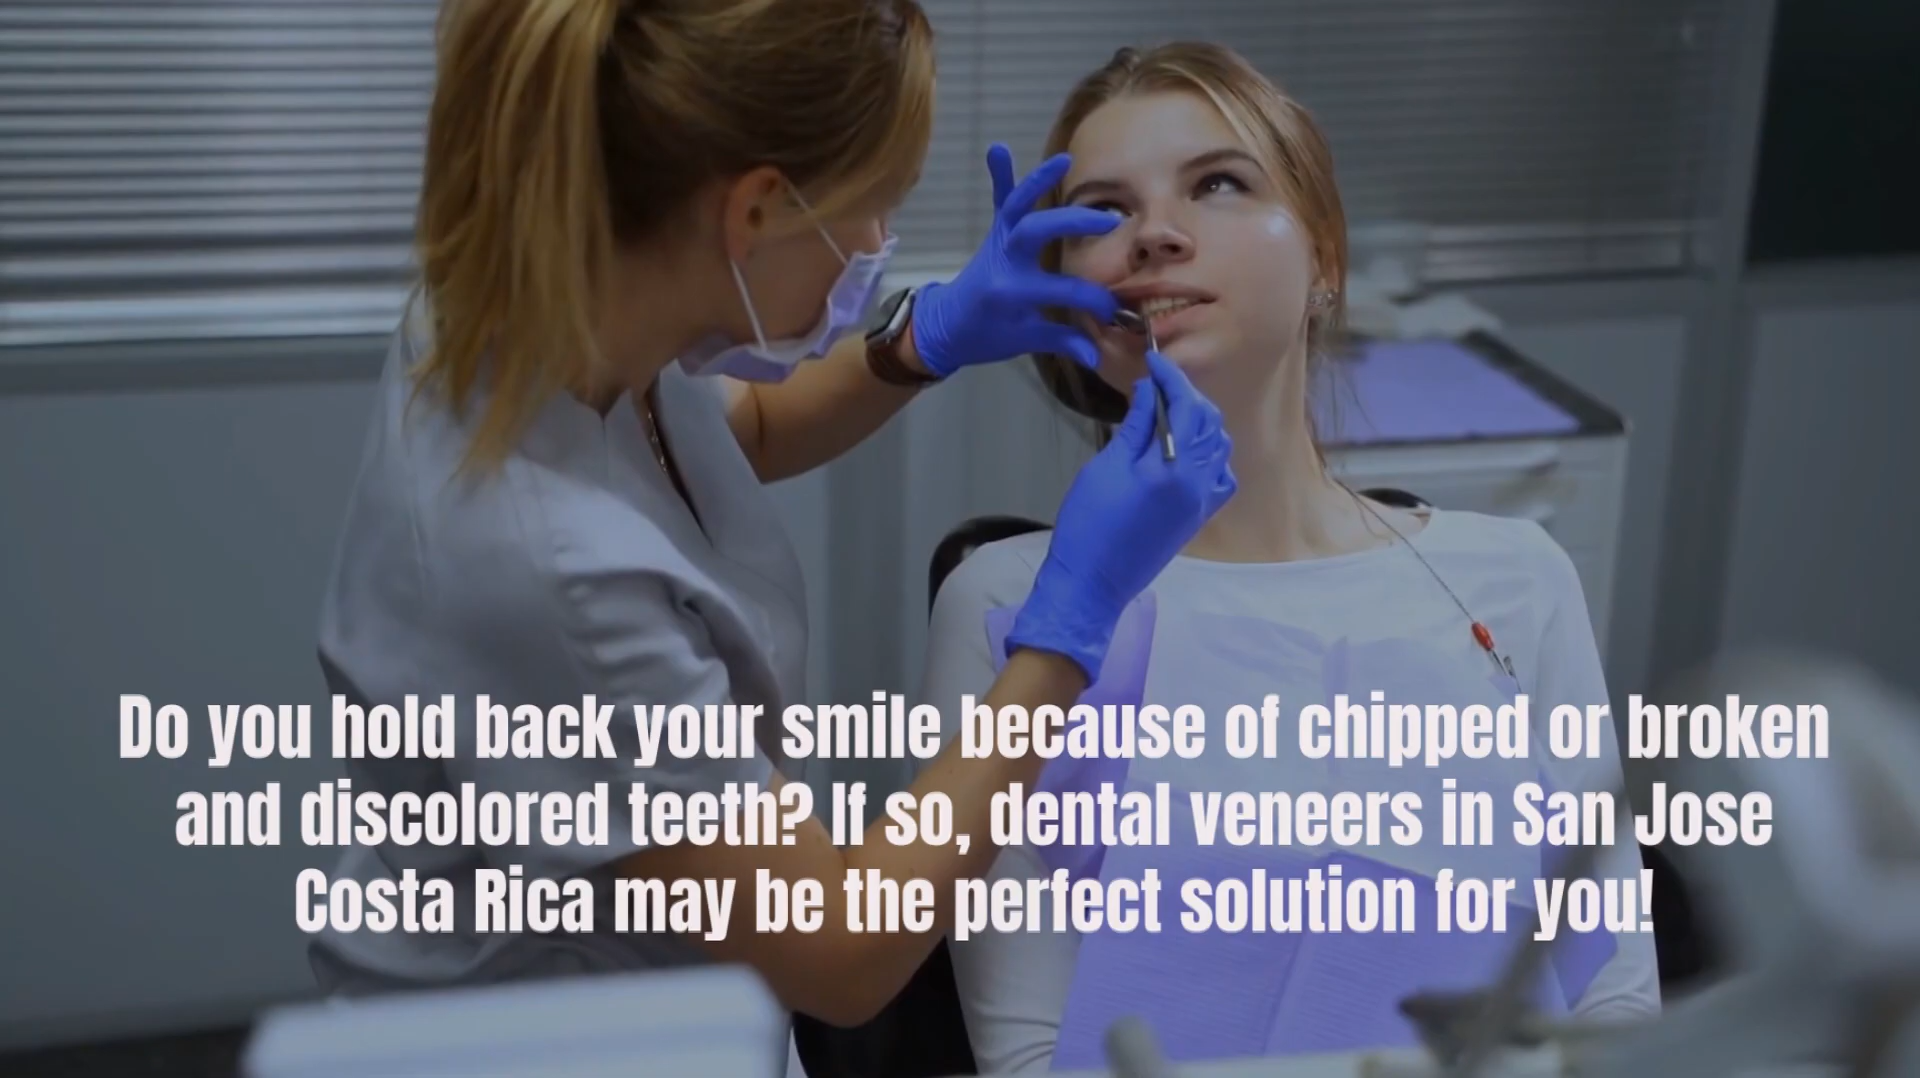 Do you hold back your smile because of chipped or broken
and discolored teeth? If so, dental veneers in San Jose
Costa Rica may be the perfect solution for you!